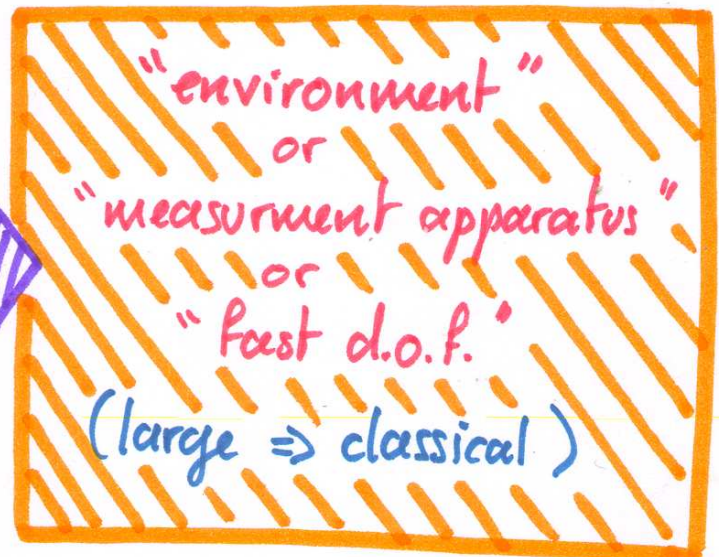 "environment"
or
"measurment apparatus"
or
"fast d.o.f."
(large => classical)